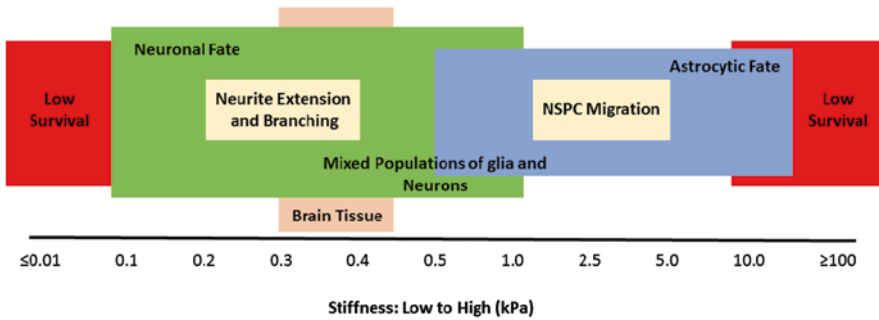 Neuronal Fate
Astrocytic Fate
Low
Survival
Neurite Extension
and Branching
NSPC Migration
Low
Survival
Mixed Populations of glia and
Neurons
Brain Tissue
≤0.01 0.1 0.2 0.3 0.4 0.5 1.0 2.5 5.0 10.0 ≥100
Stiffness: Low to High (kPa)